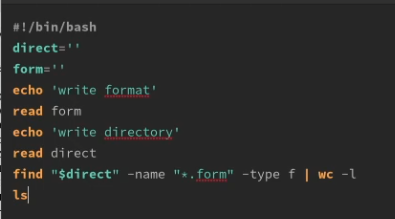 #!/bin/bash
direct=''
form=''
echo 'write format'
read form
echo 'write directory'
read direct
find "$direct" -name "*.form" -type f | wc -l
ls